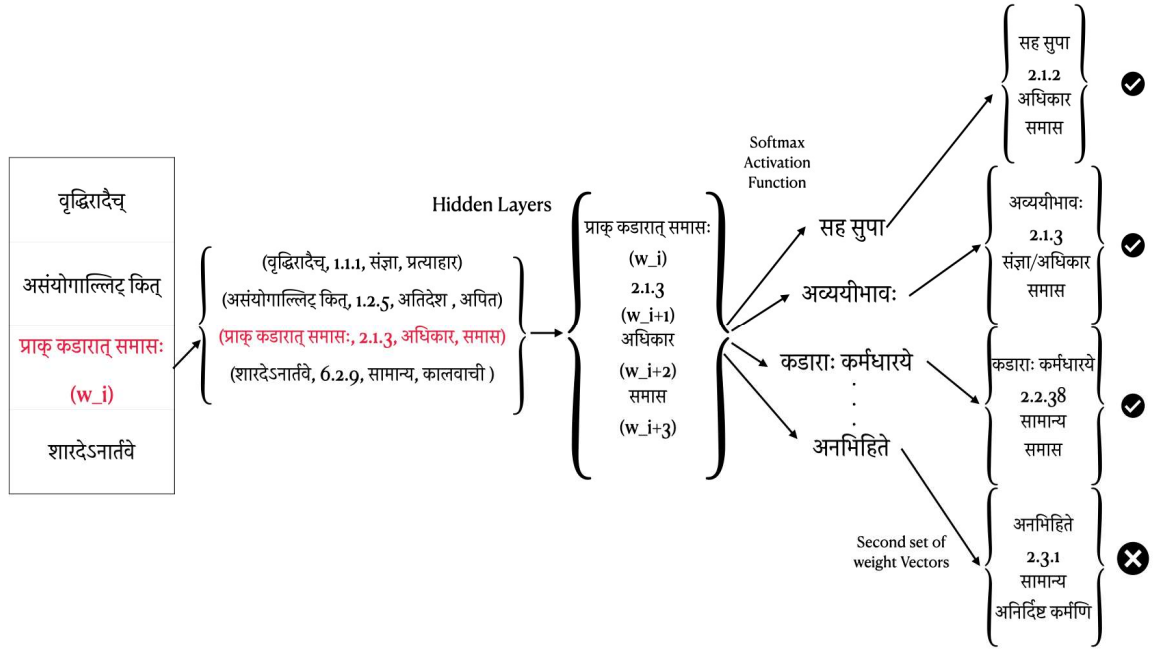 वृद्धिरादैच्
असंयोगाल्लिट् कित्
प्राक् कडारात् समासः
(w_i)
शारदेऽनार्तवे
(वृद्धिरादैच्, 1.1.1, संज्ञा, प्रत्याहार)
(असंयोगाल्लिट् कित्, 1.2.5, अतिदेश , अपित)
(प्राक् कडारात् समासः, 2.1.3, अधिकार, समास)
(शारदेऽनार्तवे, 6.2.9, सामान्य, कालवाची )
Hidden Layers
प्राक् कडारात् समासः
(w_i)
2.1.3
(w_i+1)
अधिकार
(w_i+2)
समास
(w_i+3)
Softmax
Activation
Function
सह सुपा
अव्ययीभावः
कडाराः कर्मधारये
.
.
.
अनभिहिते
Second set of
weight Vectors
सह सुपा
2.1.2
अधिकार
समास
अव्ययीभावः
2.1.3
संज्ञा/अधिकार
समास
कडाराः कर्मधारये
2.2.38
सामान्य
समास
अनभिहिते
2.3.1
सामान्य
अनिर्दिष्ट कर्मणि